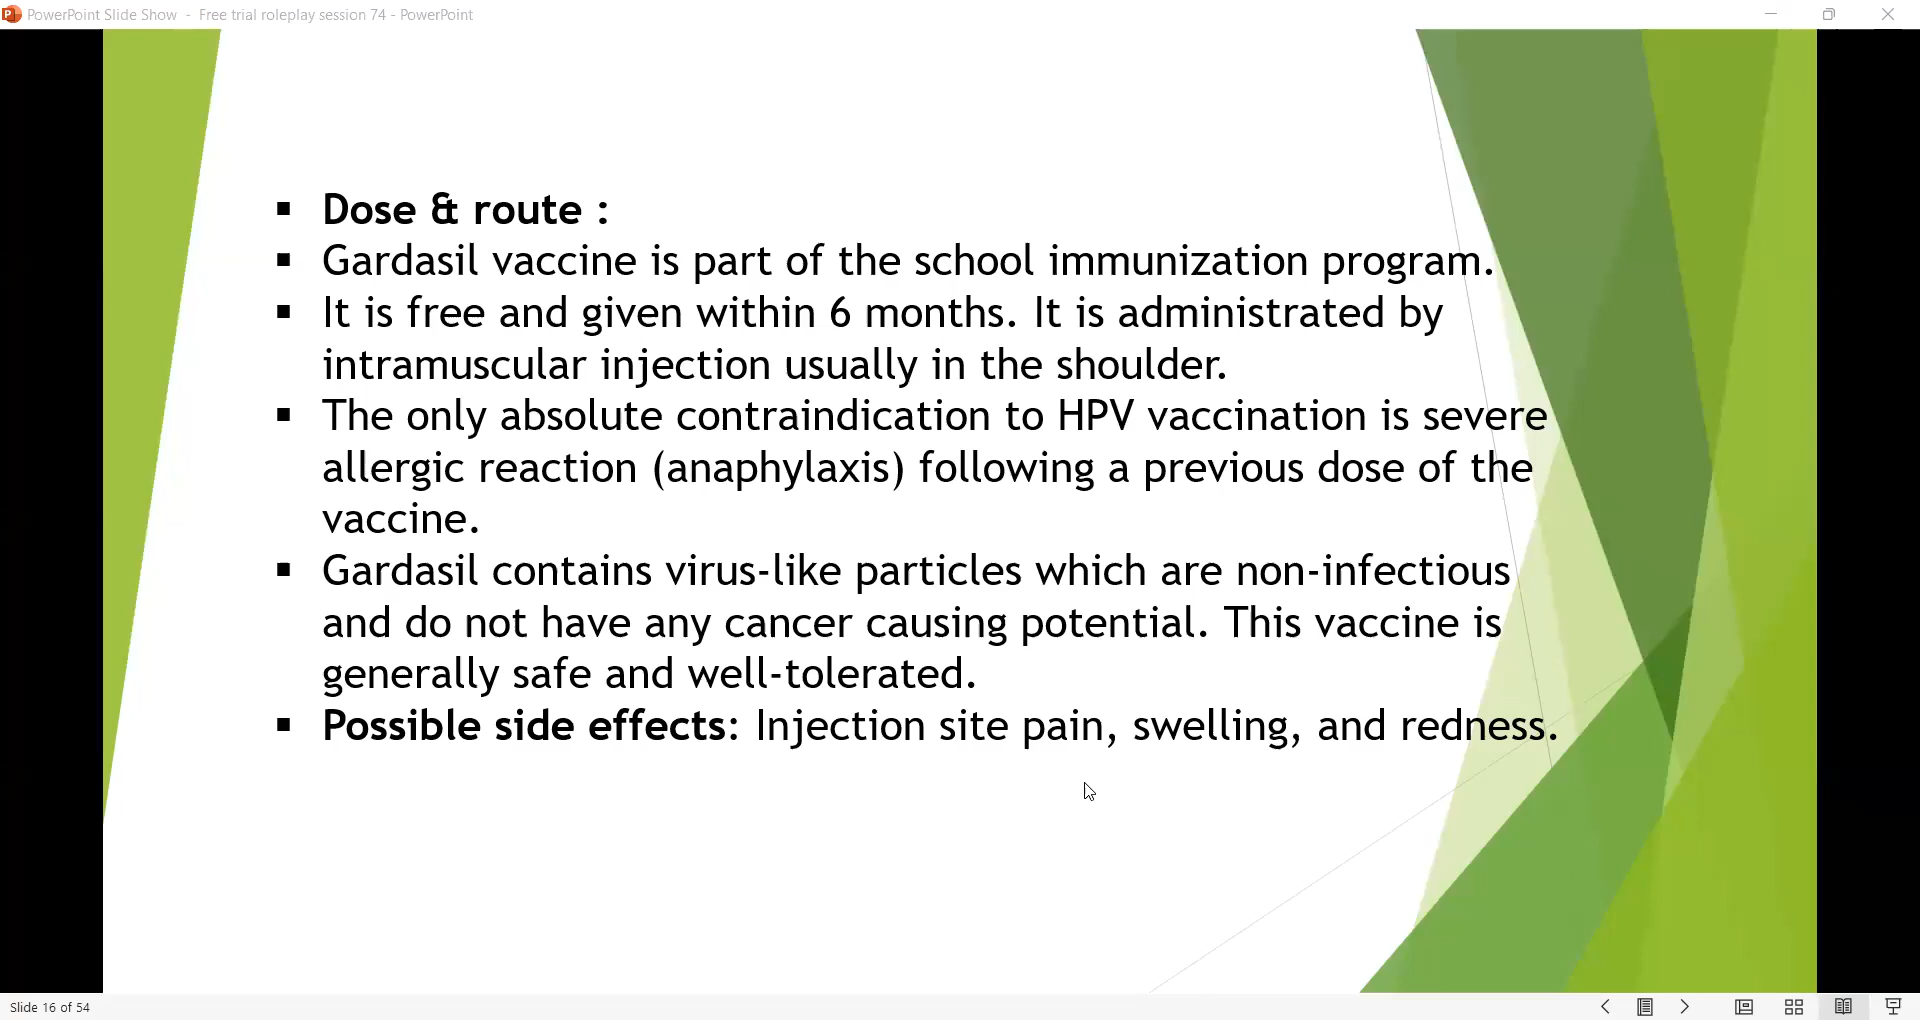 PowerPoint Slide Show - Free trial roleplay session 74 - PowerPoint
▪ Dose & route :
▪ Gardasil vaccine is part of the school immunization program.
▪ It is free and given within 6 months. It is administrated by
intramuscular injection usually in the shoulder.
▪ The only absolute contraindication to HPV vaccination is severe
allergic reaction (anaphylaxis) following a previous dose of the
vaccine.
▪ Gardasil contains virus-like particles which are non-infectious
and do not have any cancer causing potential. This vaccine is
generally safe and well-tolerated.
▪ Possible side effects: Injection site pain, swelling, and redness.
Slide 16 of 54